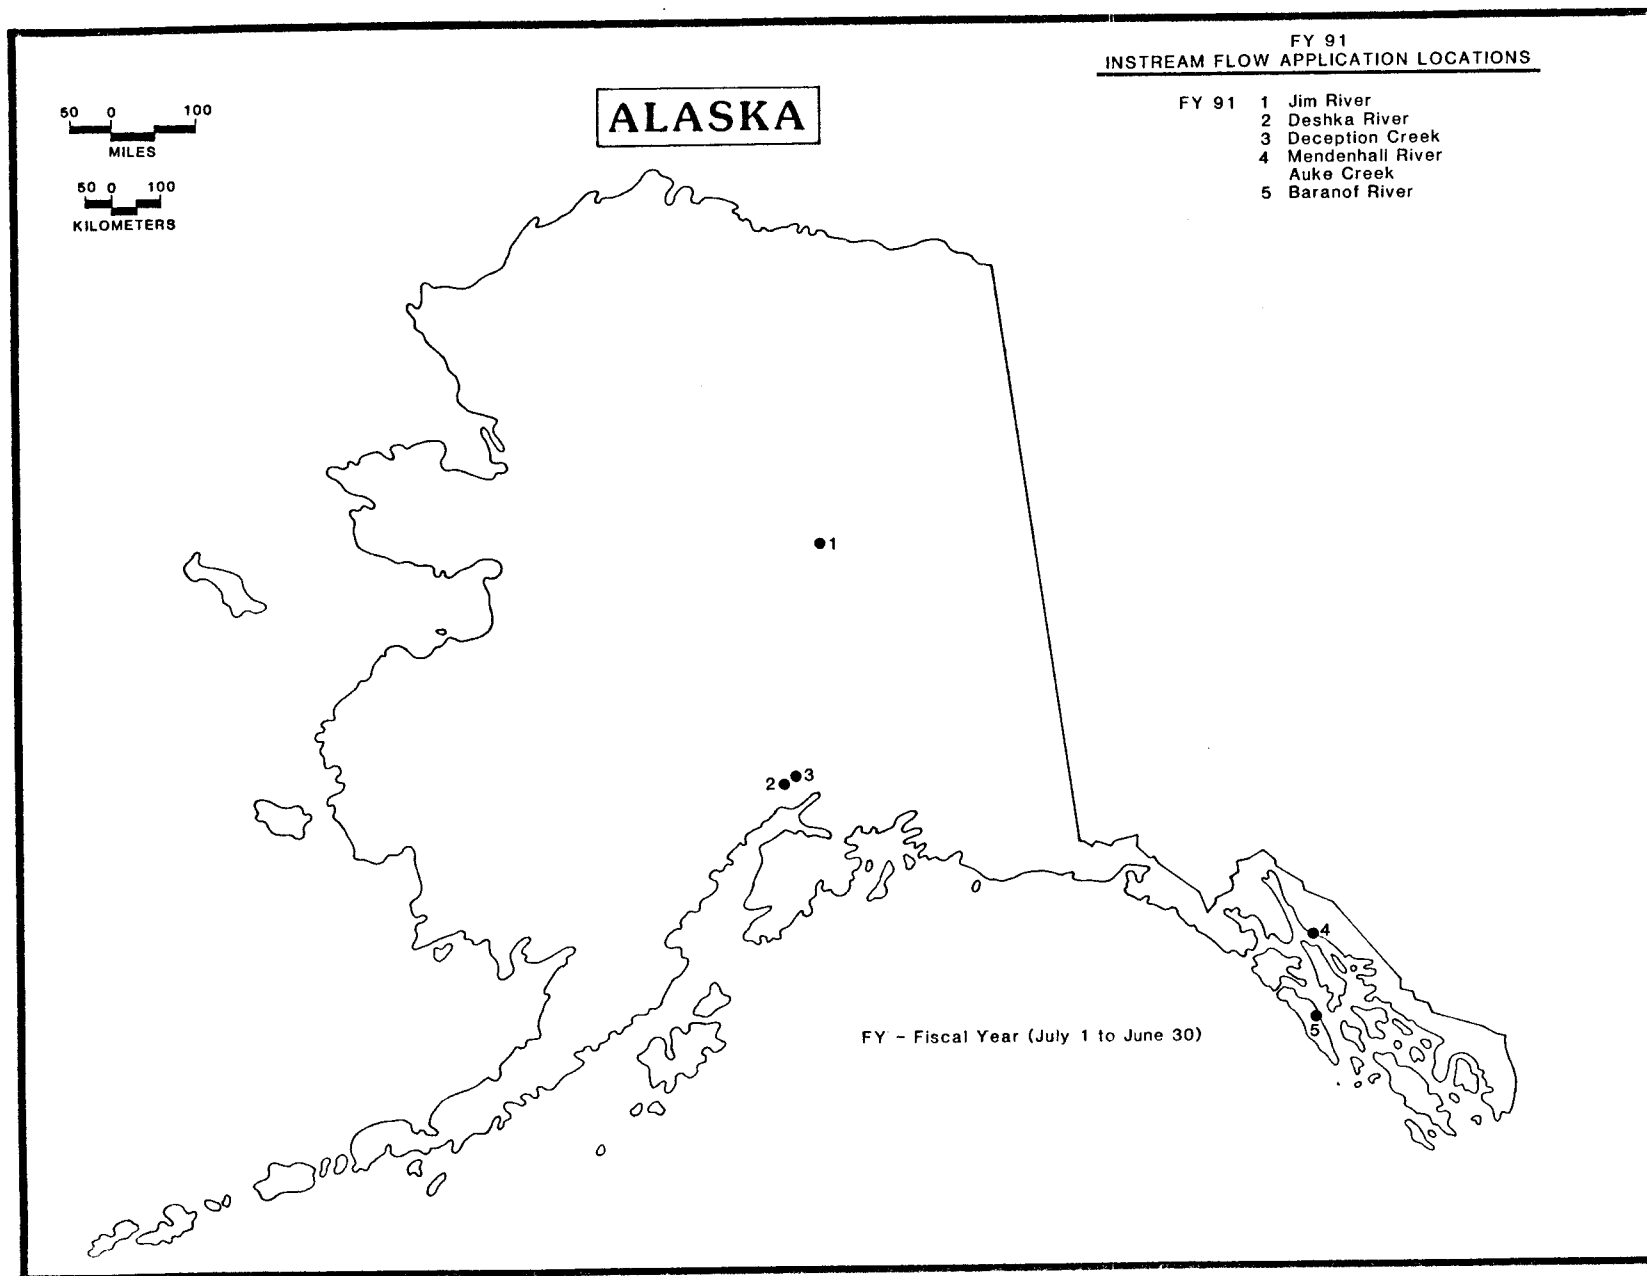 FY 91
INSTREAM FLOW APPLICATION LOCATIONS
FY 91 1 Jim River
2 Deshka River
3 Deception Creek
4 Mendenhall River
Auke Creek
5 Baranof River
ALASKA
50 0 100
MILES
50 0 100
KILOMETERS
1
2 3
4
5
FY - Fiscal Year (July 1 to June 30)